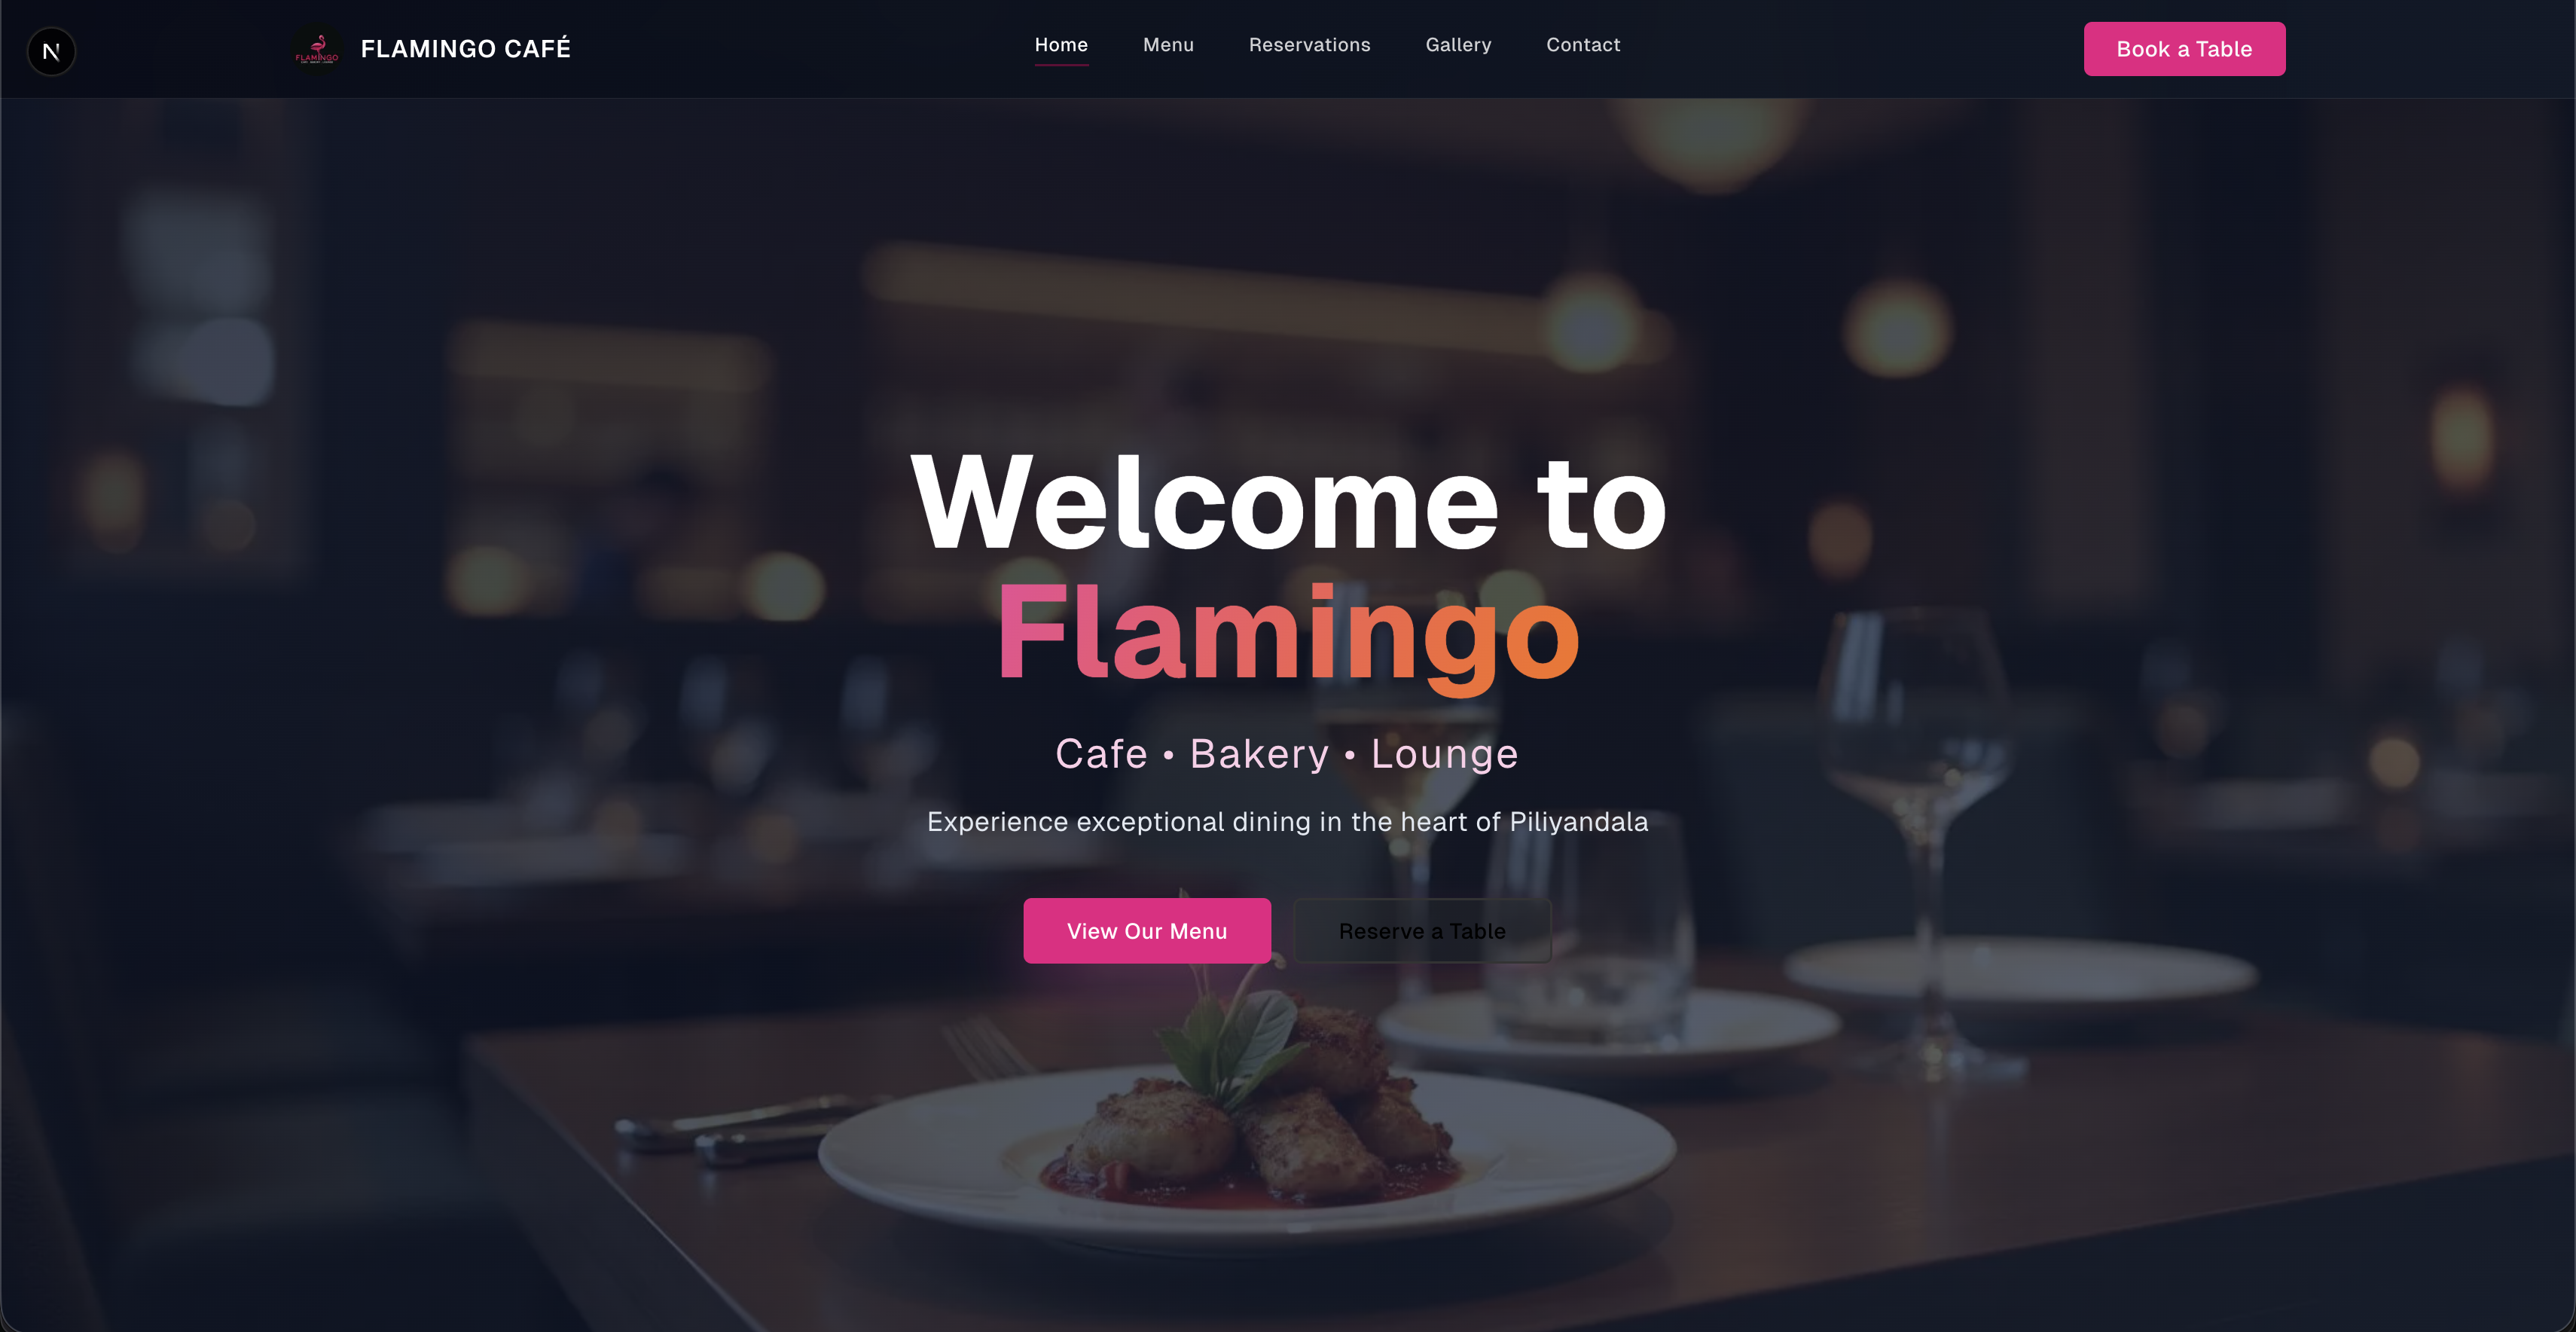 N
FLAMINGO
FLAMINGO CAFÉ
Home
Menu
Reservations
Gallery
Contact
Book a Table
Welcome to
Flamingo
Cafe • Bakery • Lounge
Experience exceptional dining in the heart of Piliyandala
View Our Menu
Reserve a Table